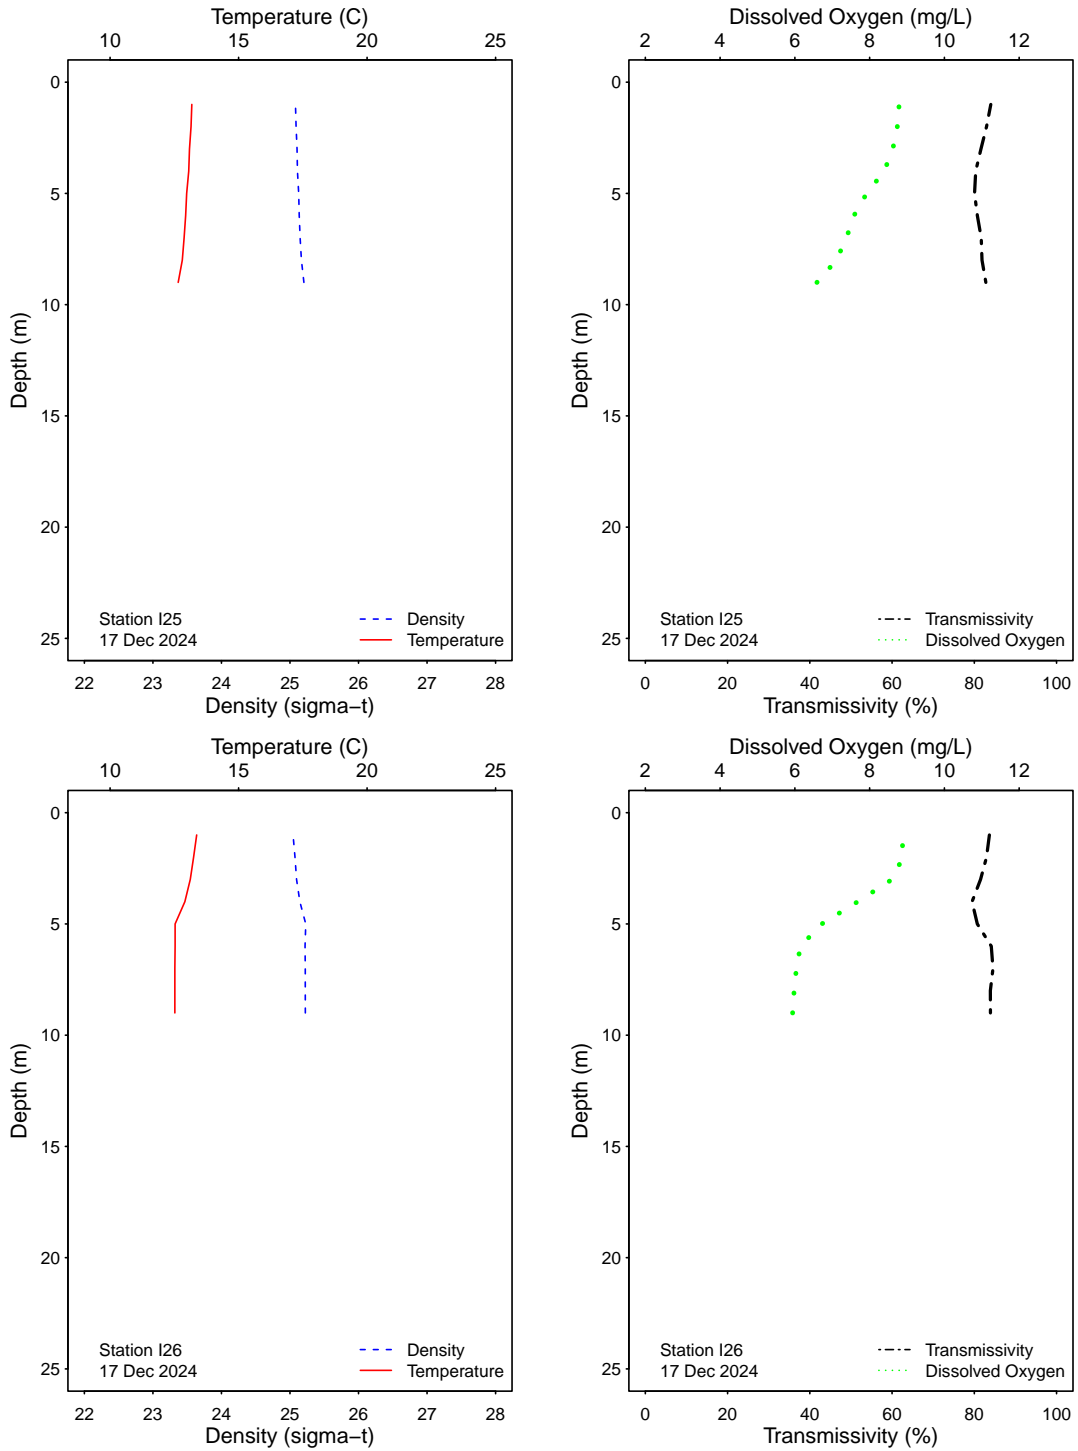 Temperature (C)
10 15 20 25
0
5
10
15
20
25
Depth (m)
Station I25
17 Dec 2024
Density
Temperature
22 23 24 25 26 27 28
Density (sigma−t)
Dissolved Oxygen (mg/L)
2 4 6 8 10 12
0
5
10
15
20
25
Depth (m)
Station I25
17 Dec 2024
Transmissivity
Dissolved Oxygen
0 20 40 60 80 100
Transmissivity (%)
Temperature (C)
10 15 20 25
0
5
10
15
20
25
Depth (m)
Station I26
17 Dec 2024
Density
Temperature
22 23 24 25 26 27 28
Density (sigma−t)
Dissolved Oxygen (mg/L)
2 4 6 8 10 12
0
5
10
15
20
25
Depth (m)
Station I26
17 Dec 2024
Transmissivity
Dissolved Oxygen
0 20 40 60 80 100
Transmissivity (%)